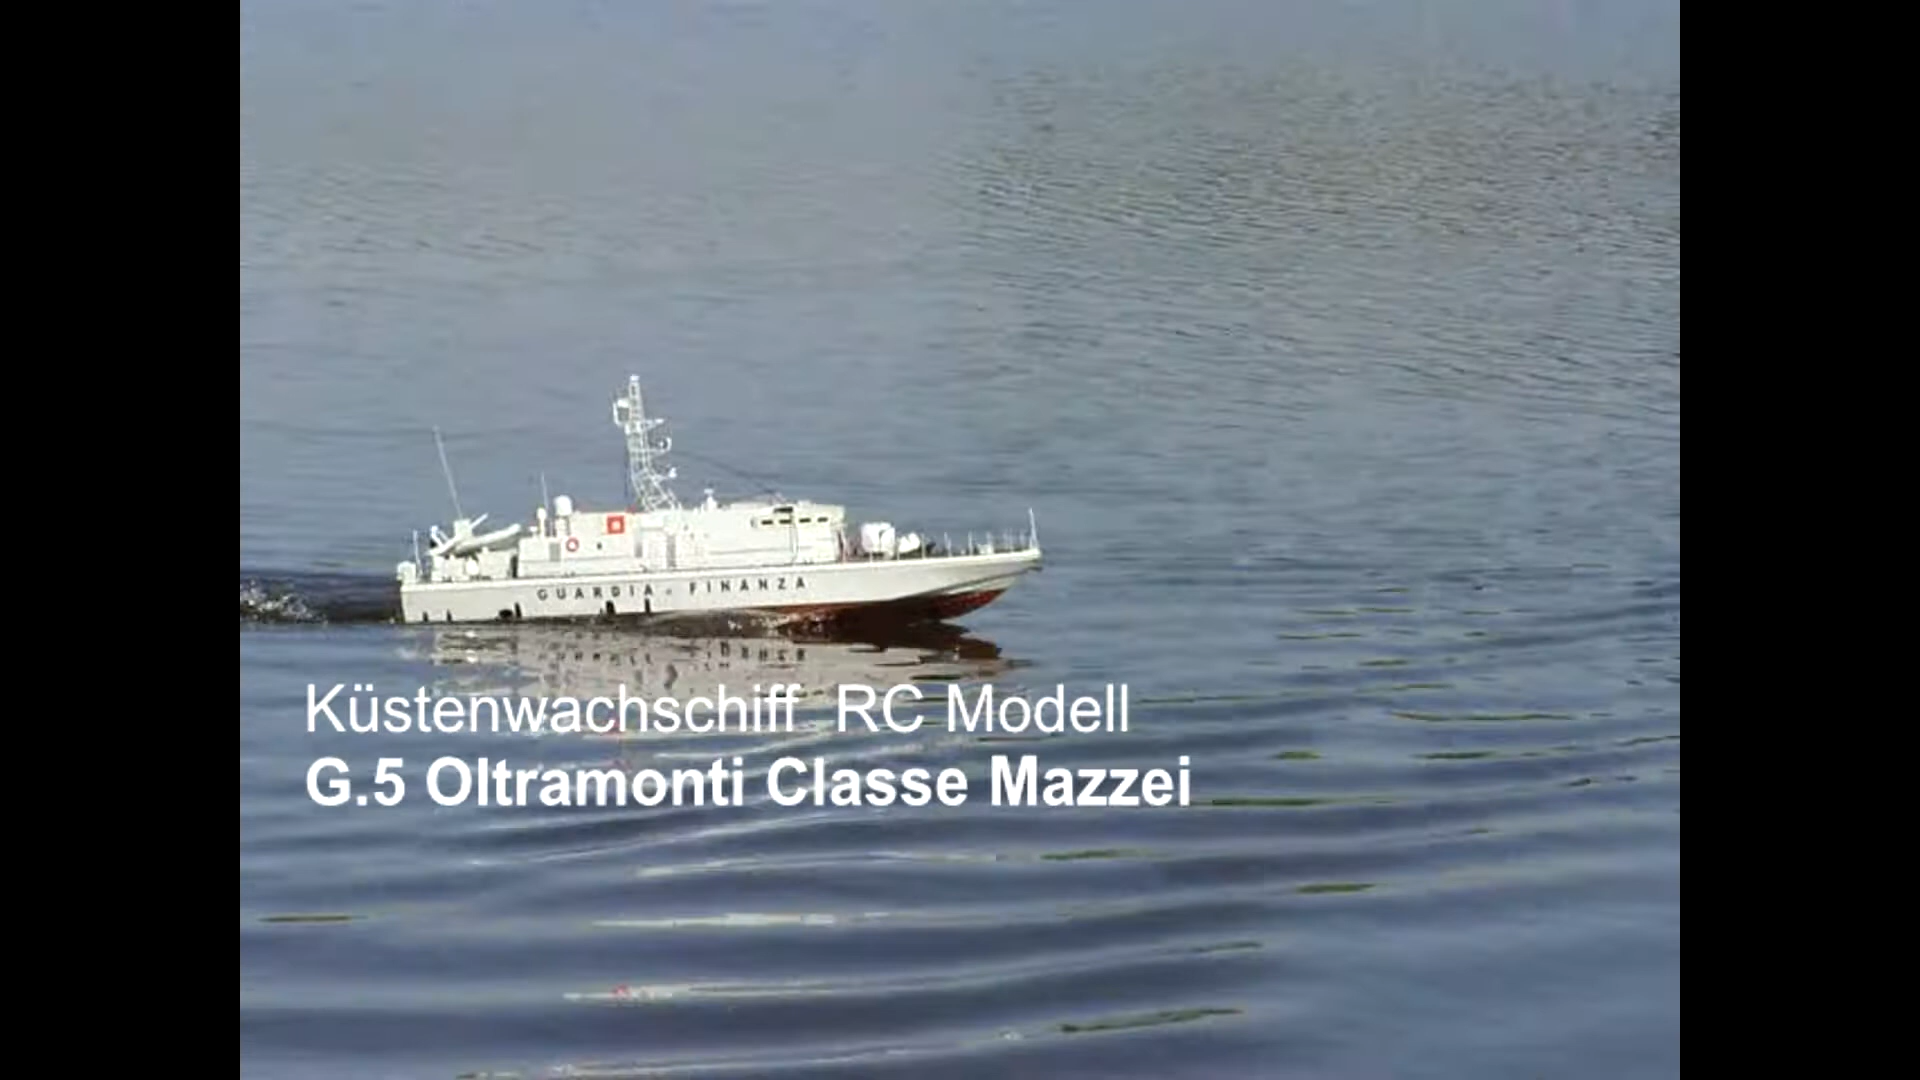 GUARDIA . FINANZA
Küstenwachschiff RC Modell
G.5 Oltramonti Classe Mazzei